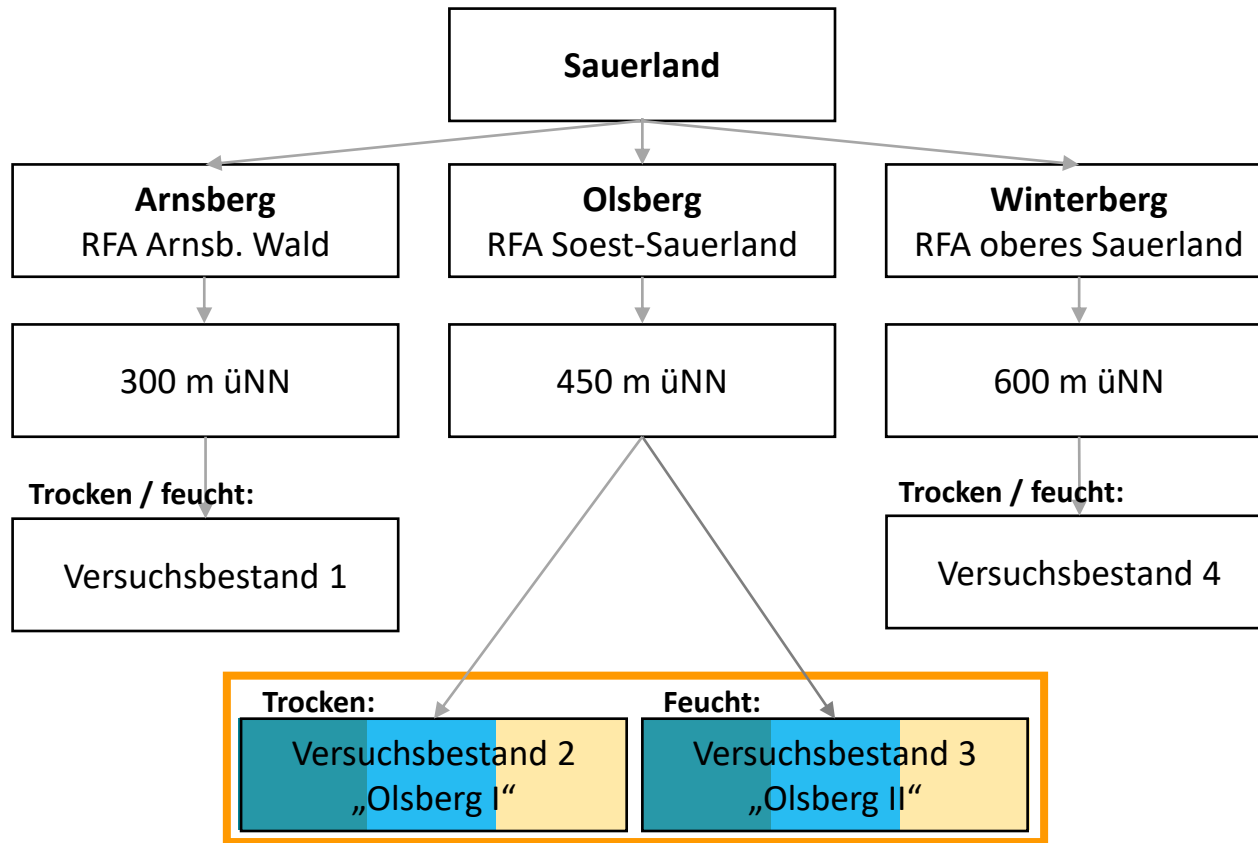 Sauerland
Arnsberg
RFA Arnsb. Wald
Olsberg
RFA Soest-Sauerland
Winterberg
RFA oberes Sauerland
300 m üNN
450 m üNN
600 m üNN
Trocken / feucht:
Versuchsbestand 1
Trocken / feucht:
Versuchsbestand 4
Trocken:
Versuchsbestand 2
„Olsberg I“
Feucht:
Versuchsbestand 3
„Olsberg II“